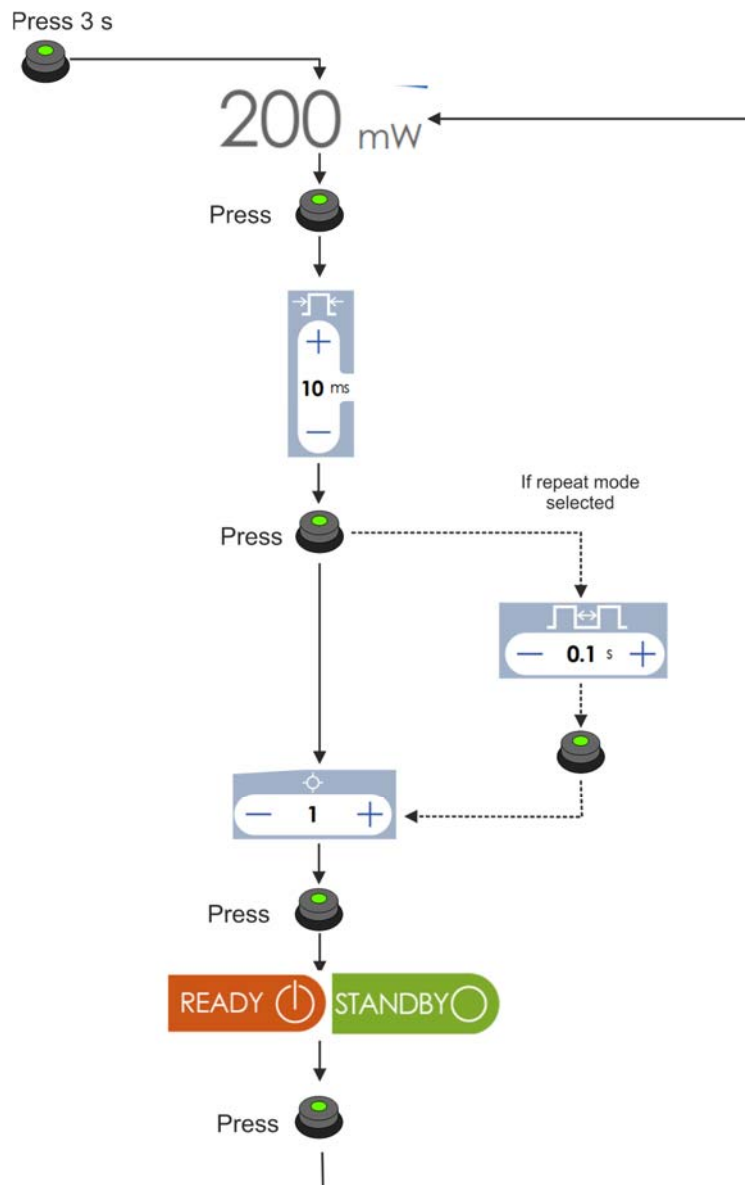 Press 3 s
200 mW
Press
10 ms
If repeat mode
selected
Press
0.1 s
1
Press
READY STANDBY
Press